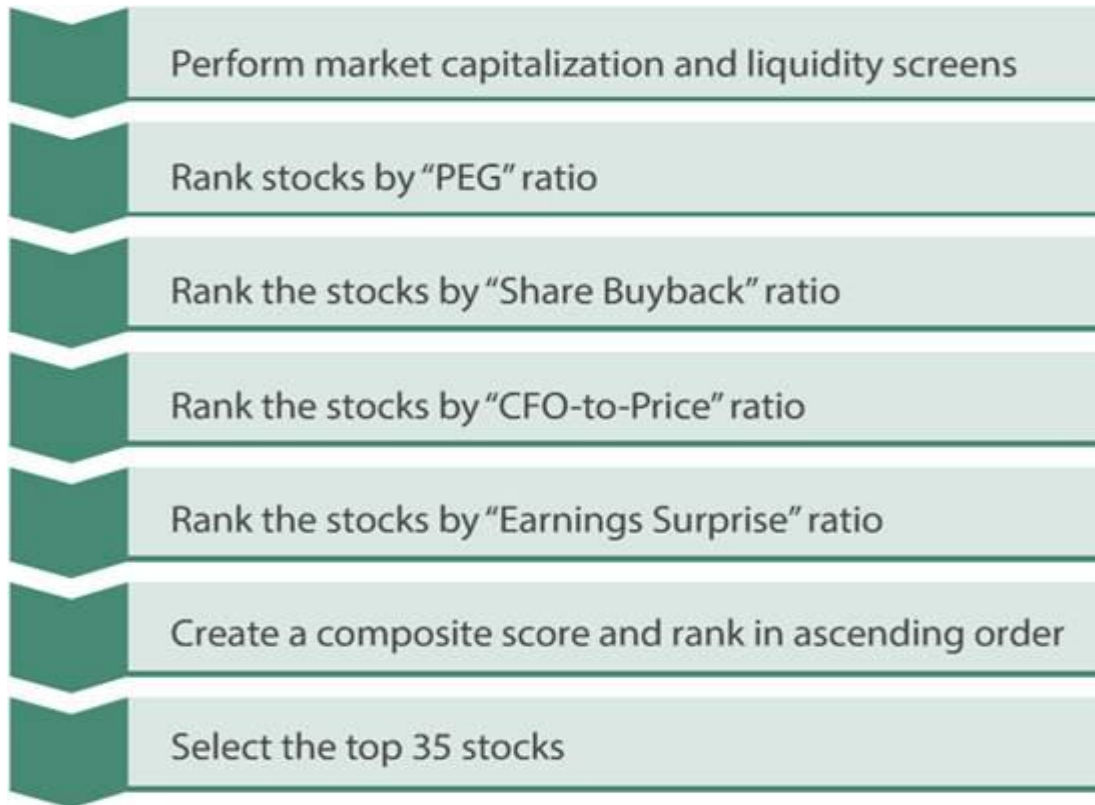 Perform market capitalization and liquidity screens
Rank stocks by “PEG” ratio
Rank the stocks by “Share Buyback” ratio
Rank the stocks by “CFO-to-Price” ratio
Rank the stocks by “Earnings Surprise” ratio
Create a composite score and rank in ascending order
Select the top 35 stocks